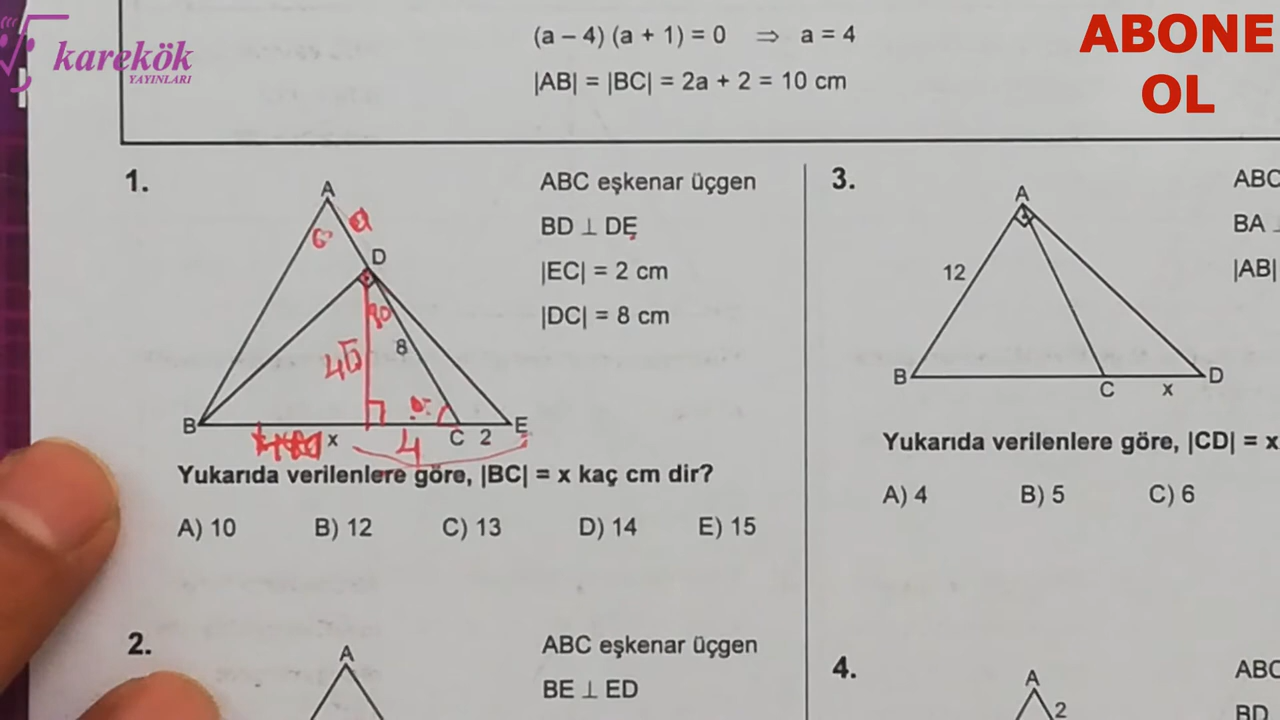 karekök
YAYINLARI
ABONE
OL
(a – 4) (a + 1) = 0 ⇒ a = 4
|AB| = |BC| = 2a + 2 = 10 cm
1.
ABC eşkenar üçgen
BD ⊥ DE
|EC| = 2 cm
|DC| = 8 cm
A
a
D
8
4
B
x
C
2
E
Yukarıda verilenlere göre, |BC| = x kaç cm dir?
A) 10 B) 12 C) 13 D) 14 E) 15
2.
ABC eşkenar üçgen
BE ⊥ ED
A
3.
ABC
BA
|AB|
A
12
B
C
x
D
Yukarıda verilenlere göre, |CD| = x
A) 4 B) 5 C) 6
4.
ABC
BD
A
2